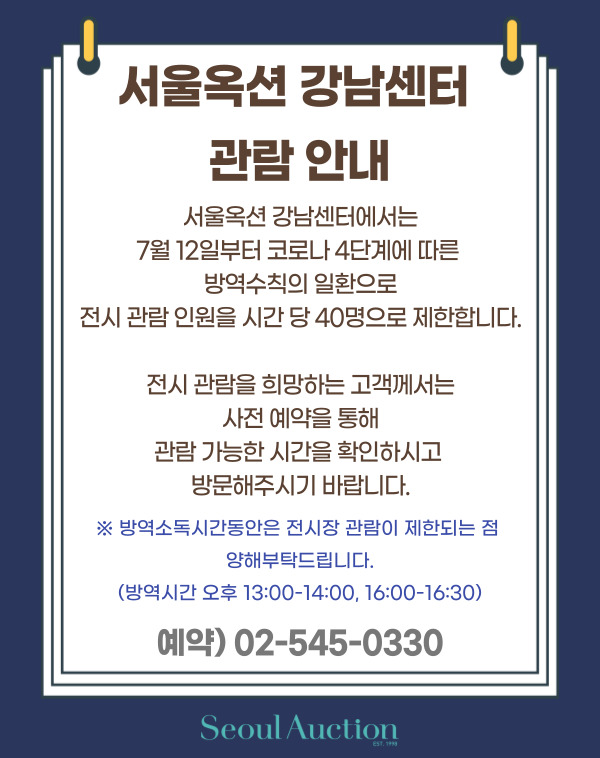 서울옥션 강남센터
관람 안내
서울옥션 강남센터에서는
7월 12일부터 코로나 4단계에 따른
방역수칙의 일환으로
전시 관람 인원을 시간 당 40명으로 제한합니다.
전시 관람을 희망하는 고객께서는
사전 예약을 통해
관람 가능한 시간을 확인하시고
방문해주시기 바랍니다.
※ 방역소독시간동안은 전시장 관람이 제한되는 점
양해부탁드립니다.
(방역시간 오후 13:00-14:00, 16:00-16:30)
예약) 02-545-0330
Seoul Auction
EST. 1998